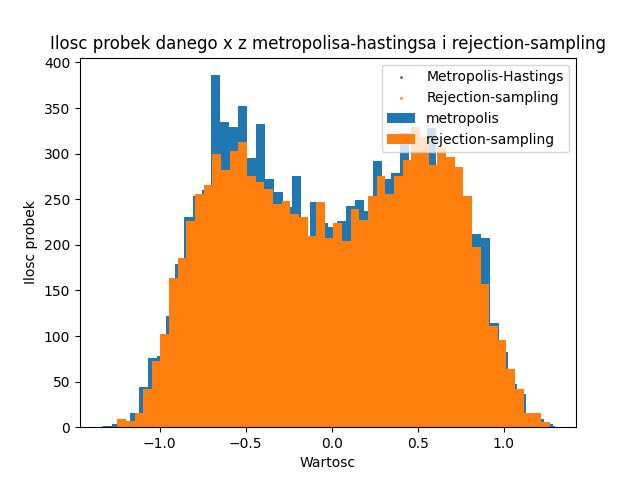 Ilosc probek danego x z metropolisa-hastingsa i rejection-sampling
Metropolis-Hastings
Rejection-sampling
metropolis
rejection-sampling
400
350
300
250
200
150
100
50
0
Ilosc probek
−1.0 −0.5 0.0 0.5 1.0
Wartosc